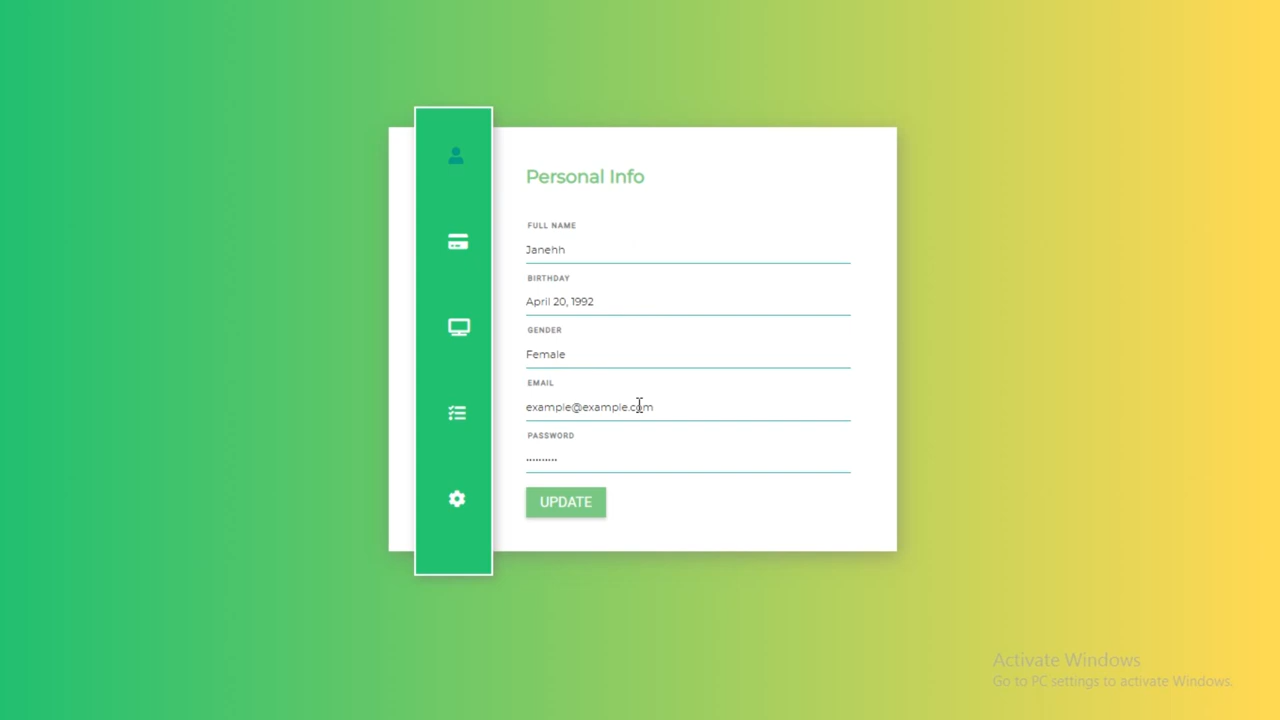 Personal Info
FULL NAME
Janehh
BIRTHDAY
April 20, 1992
GENDER
Female
EMAIL
example@example.com
PASSWORD
••••••••••
UPDATE
Activate Windows
Go to PC settings to activate Windows.